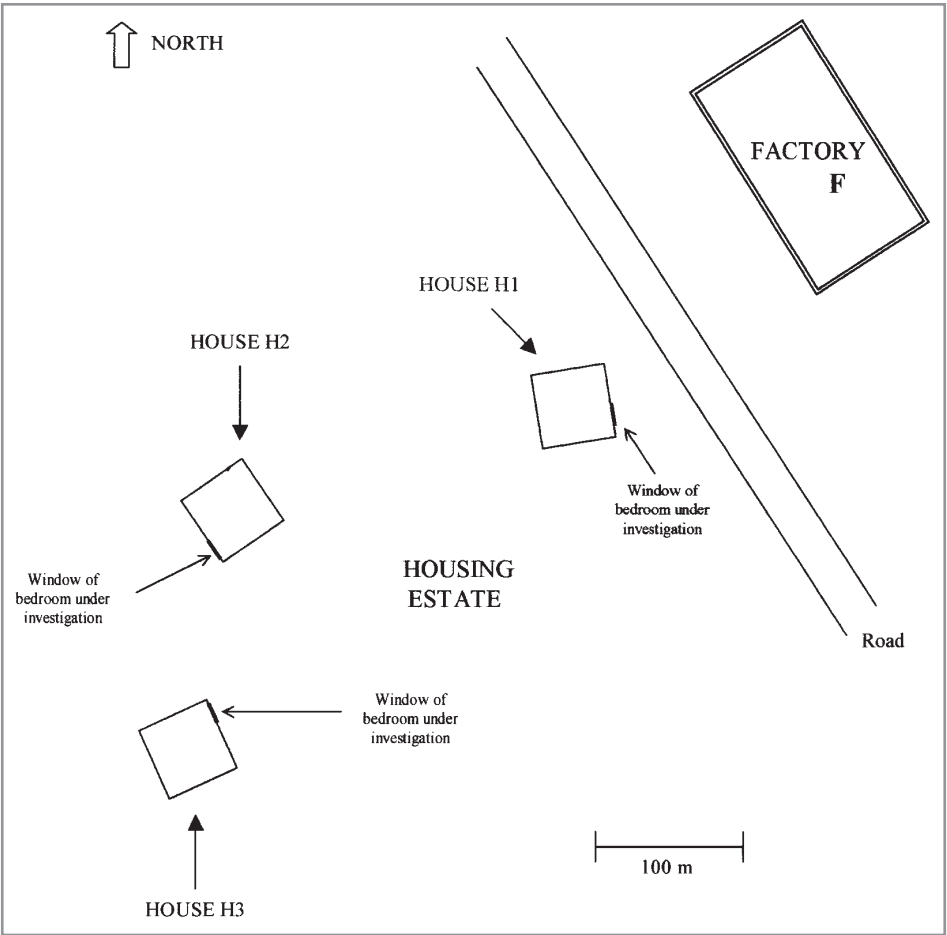 NORTH
FACTORY
F
HOUSE H1
HOUSE H2
Window of
bedroom under
investigation
HOUSING
ESTATE
Window of
bedroom under
investigation
Road
Window of
bedroom under
investigation
100 m
HOUSE H3